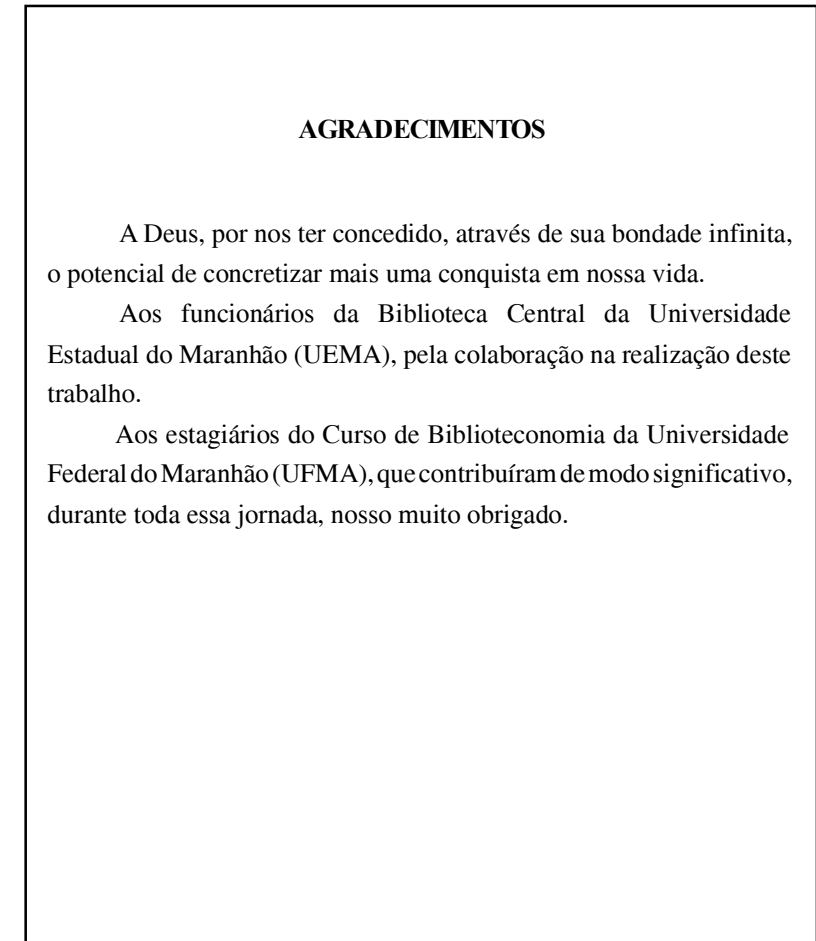 AGRADECIMENTOS
A Deus, por nos ter concedido, através de sua bondade infinita,
o potencial de concretizar mais uma conquista em nossa vida.
Aos funcionários da Biblioteca Central da Universidade
Estadual do Maranhão (UEMA), pela colaboração na realização deste
trabalho.
Aos estagiários do Curso de Biblioteconomia da Universidade
Federal do Maranhão (UFMA), que contribuíram de modo significativo,
durante toda essa jornada, nosso muito obrigado.